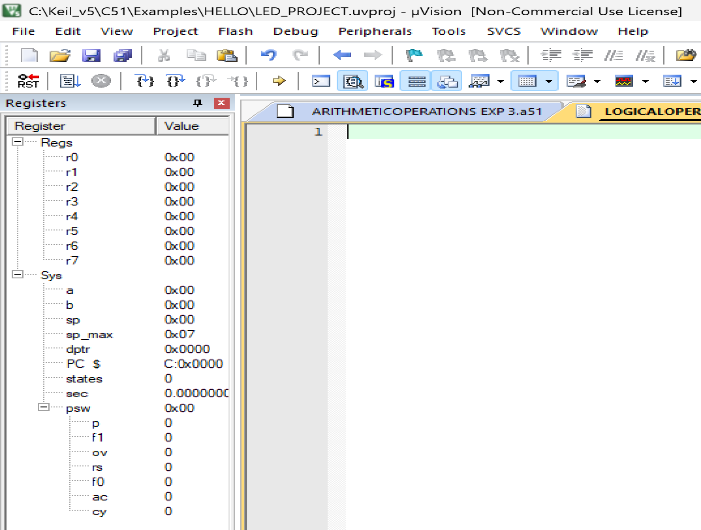 C:\Keil_v5\C51\Examples\HELLO\LED_PROJECT.uvproj - µVision [Non-Commercial Use License]
File Edit View Project Flash Debug Peripherals Tools SVCS Window Help
RST
Registers
ARITHMETICOPERATIONS EXP 3.a51 LOGICALOPER
Register Value
1
Regs
r0 0x00
r1 0x00
r2 0x00
r3 0x00
r4 0x00
r5 0x00
r6 0x00
r7 0x00
Sys
a 0x00
b 0x00
sp 0x00
sp_max 0x07
dptr 0x0000
PC $ C:0x0000
states 0
sec 0.0000000
psw 0x00
p 0
f1 0
ov 0
rs 0
f0 0
ac 0
cy 0